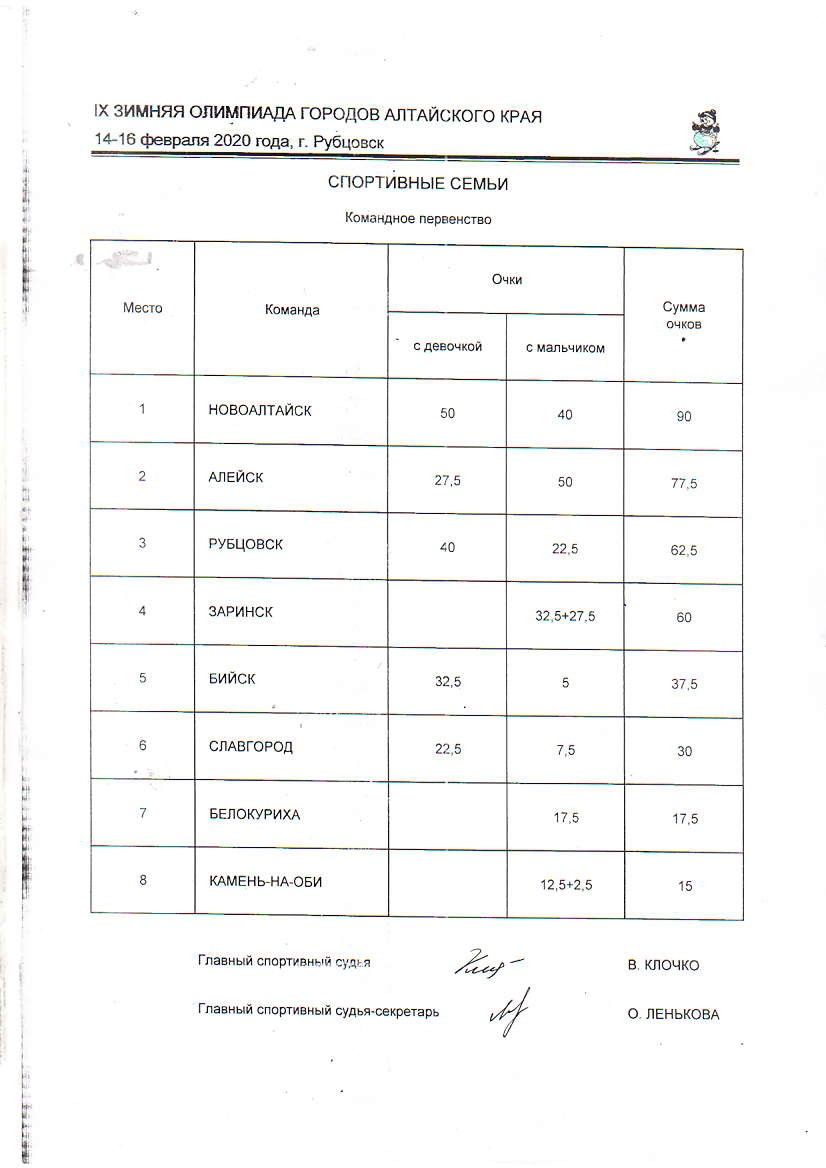 IX ЗИМНЯЯ ОЛИМПИАДА ГОРОДОВ АЛТАЙСКОГО КРАЯ
14-16 февраля 2020 года, г. Рубцовск
СПОРТИВНЫЕ СЕМЬИ
Командное первенство
Место Команда Очки Сумма очков
с девочкой с мальчиком
1 НОВОАЛТАЙСК 50 40 90
2 АЛЕЙСК 27,5 50 77,5
3 РУБЦОВСК 40 22,5 62,5
4 ЗАРИНСК 32,5+27,5 60
5 БИЙСК 32,5 5 37,5
6 СЛАВГОРОД 22,5 7,5 30
7 БЕЛОКУРИХА 17,5 17,5
8 КАМЕНЬ-НА-ОБИ 12,5+2,5 15
Главный спортивный судья В. КЛОЧКО
Главный спортивный судья-секретарь О. ЛЕНЬКОВА